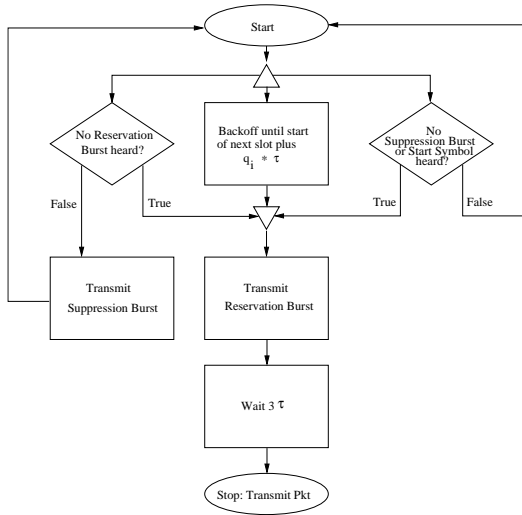 Start
No Reservation
Burst heard?
Backoff until start
of next slot plus
q_i * τ
No
Suppression Burst
or Start Symbol
heard?
False
True
True
False
Transmit
Suppression Burst
Transmit
Reservation Burst
Wait 3 τ
Stop: Transmit Pkt